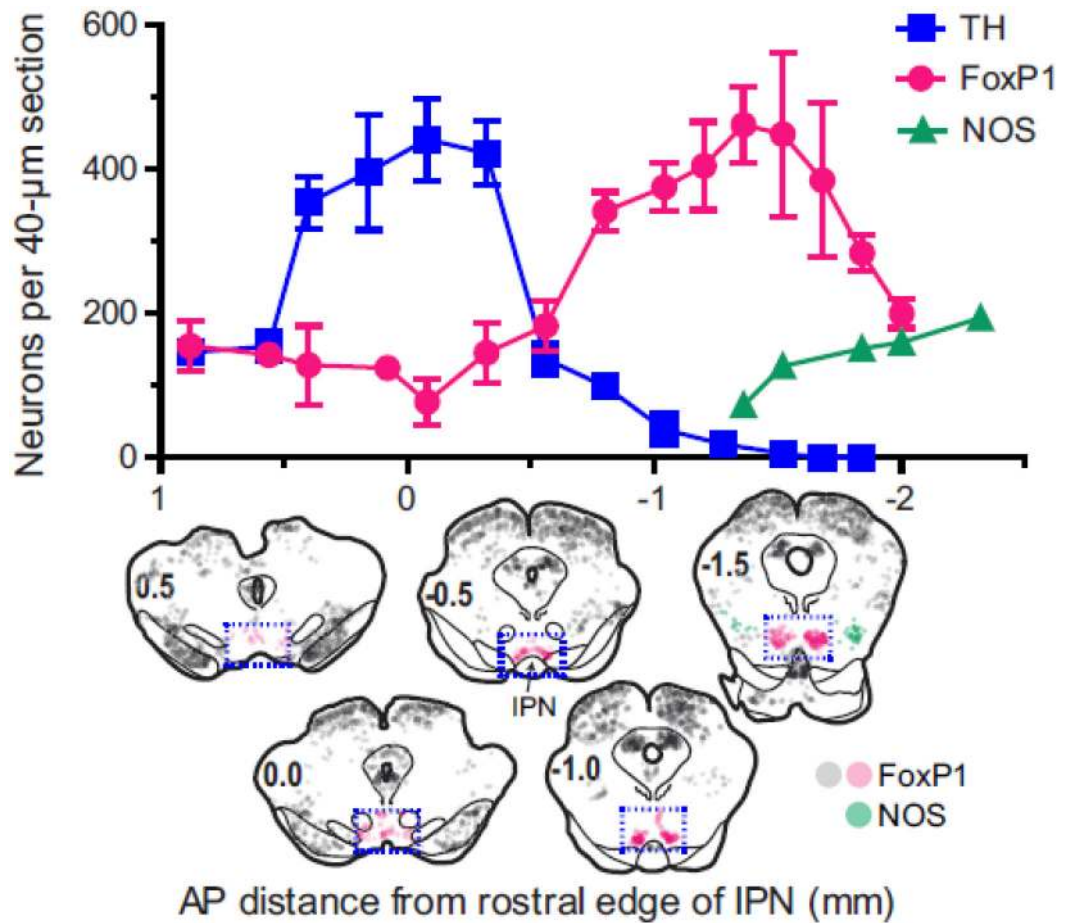 Neurons per 40-µm section
600
400
200
0
TH
FoxP1
NOS
1
0
-1
-2
0.5
-0.5
-1.5
IPN
0.0
-1.0
FoxP1
NOS
AP distance from rostral edge of IPN (mm)